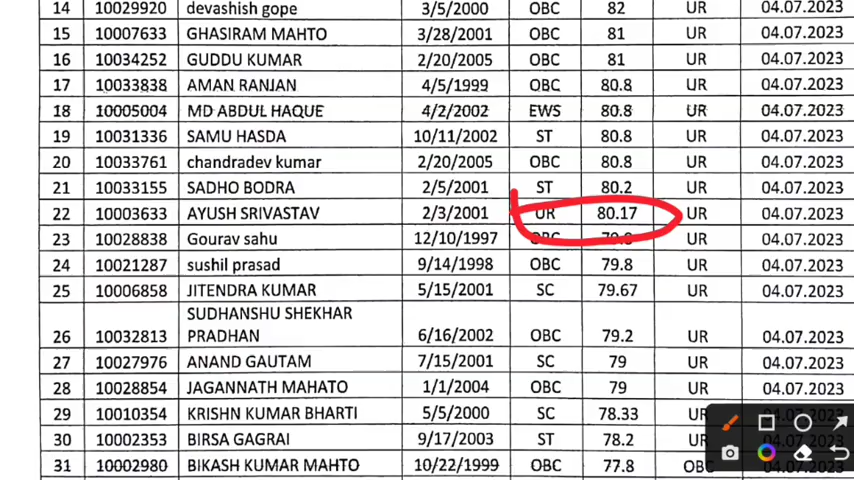 14 10029920 devashish gope 3/5/2000 OBC 82 UR 04.07.2023
15 10007633 GHASIRAM MAHTO 3/28/2001 OBC 81 UR 04.07.2023
16 10034252 GUDDU KUMAR 2/20/2005 OBC 81 UR 04.07.2023
17 10033838 AMAN RANJAN 4/5/1999 OBC 80.8 UR 04.07.2023
18 10005004 MD ABDUL HAQUE 4/2/2002 EWS 80.8 UR 04.07.2023
19 10031336 SAMU HASDA 10/11/2002 ST 80.8 UR 04.07.2023
20 10033761 chandradev kumar 2/20/2005 OBC 80.8 UR 04.07.2023
21 10033155 SADHO BODRA 2/5/2001 ST 80.2 UR 04.07.2023
22 10003633 AYUSH SRIVASTAV 2/3/2001 UR 80.17 UR 04.07.2023
23 10028838 Gourav sahu 12/10/1997 OBC 79.8 UR 04.07.2023
24 10021287 sushil prasad 9/14/1998 OBC 79.8 UR 04.07.2023
25 10006858 JITENDRA KUMAR 5/15/2001 SC 79.67 UR 04.07.2023
SUDHANSHU SHEKHAR
26 10032813 PRADHAN 6/16/2002 OBC 79.2 UR 04.07.2023
27 10027976 ANAND GAUTAM 7/15/2001 SC 79 UR 04.07.2023
28 10028854 JAGANNATH MAHATO 1/1/2004 OBC 79 UR 04.07.2023
29 10010354 KRISHN KUMAR BHARTI 5/5/2000 SC 78.33 UR
30 10002353 BIRSA GAGRAI 9/17/2003 ST 78.2 UR
31 10002980 BIKASH KUMAR MAHTO 10/22/1999 OBC 77.8 OBC 04.07.2023